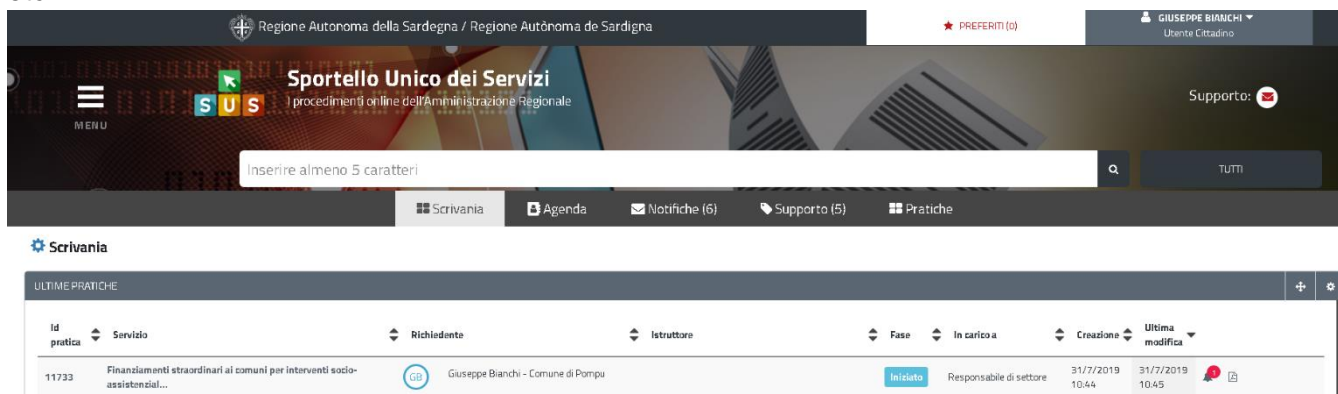 Regione Autonoma della Sardegna / Regione Autònoma de Sardigna
PREFERITI (0)
GIUSEPPE BIANCHI
Utente Cittadino
MENU
SUS
Sportello Unico dei Servizi
I procedimenti online dell'Amministrazione Regionale
Supporto:
Inserire almeno 5 caratteri
TUTTI
Scrivania
Agenda
Notifiche (6)
Supporto (5)
Pratiche
Scrivania
ULTIME PRATICHE
Id pratica
Servizio
Richiedente
Istruttore
Fase
In carico a
Creazione
Ultima modifica
11733
Finanziamenti straordinari ai comuni per interventi socio-
assistenzial...
GB
Giuseppe Bianchi - Comune di Pompu
Iniziato
Responsabile di settore
31/7/2019
10:44
31/7/2019
10:45
1